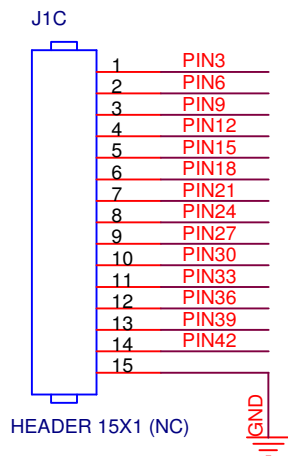 J1C
1 PIN3
2 PIN6
3 PIN9
4 PIN12
5 PIN15
6 PIN18
7 PIN21
8 PIN24
9 PIN27
10 PIN30
11 PIN33
12 PIN36
13 PIN39
14 PIN42
15
GND
HEADER 15X1 (NC)